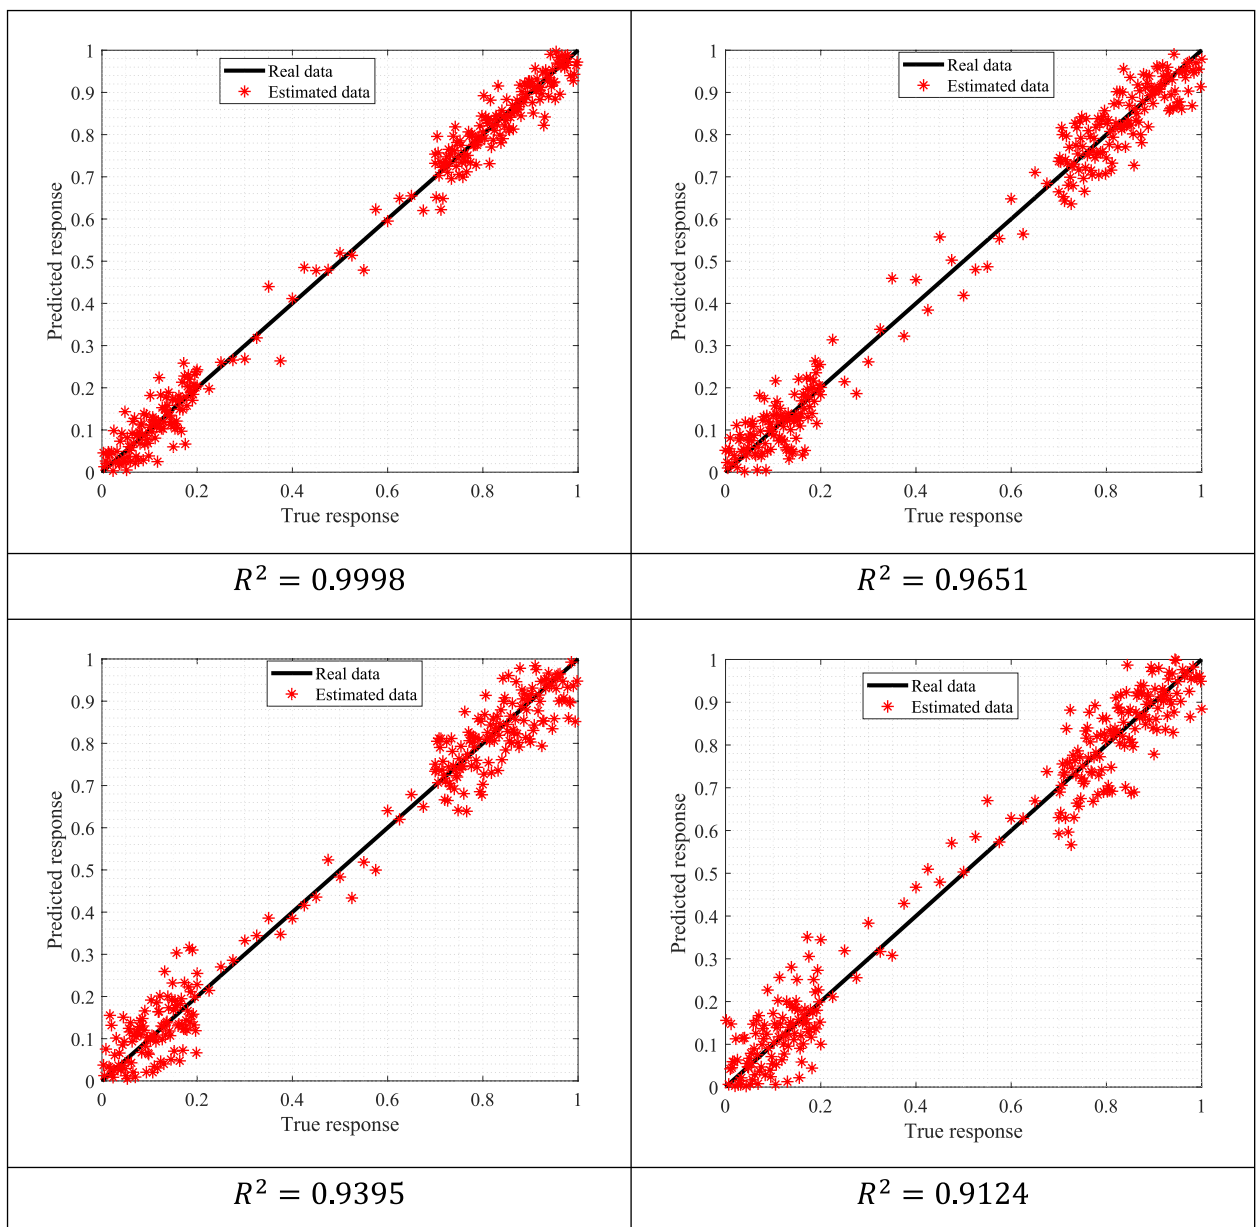 1
0.9
0.8
0.7
0.6
0.5
0.4
0.3
0.2
0.1
0
Predicted response
Real data
Estimated data
0 0.2 0.4 0.6 0.8 1
True response
1
0.9
0.8
0.7
0.6
0.5
0.4
0.3
0.2
0.1
0
Predicted response
Real data
Estimated data
0 0.2 0.4 0.6 0.8 1
True response
R² = 0.9998
R² = 0.9651
1
0.9
0.8
0.7
0.6
0.5
0.4
0.3
0.2
0.1
0
Predicted response
Real data
Estimated data
0 0.2 0.4 0.6 0.8 1
True response
1
0.9
0.8
0.7
0.6
0.5
0.4
0.3
0.2
0.1
0
Predicted response
Real data
Estimated data
0 0.2 0.4 0.6 0.8 1
True response
R² = 0.9395
R² = 0.9124